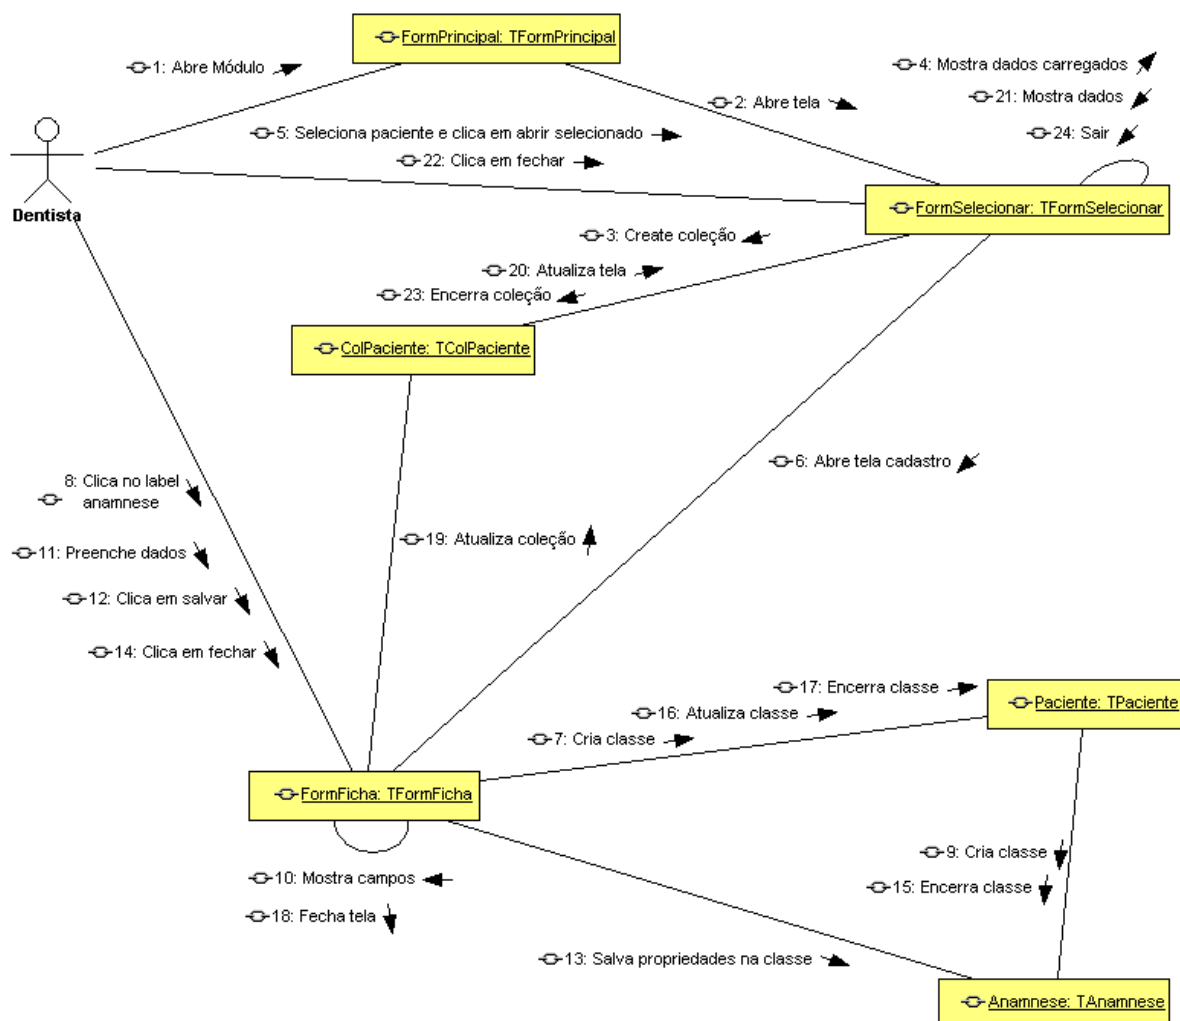 FormPrincipal: TFormPrincipal
1: Abre Módulo
4: Mostra dados carregados
2: Abre tela
21: Mostra dados
5: Seleciona paciente e clica em abrir selecionado
24: Sair
22: Clica em fechar
Dentista
FormSelecionar: TFormSelecionar
3: Create coleção
20: Atualiza tela
23: Encerra coleção
ColPaciente: TColPaciente
6: Abre tela cadastro
8: Clica no label
anamnese
19: Atualiza coleção
11: Preenche dados
12: Clica em salvar
14: Clica em fechar
17: Encerra classe
Paciente: TPaciente
16: Atualiza classe
7: Cria classe
FormFicha: TFormFicha
9: Cria classe
10: Mostra campos
15: Encerra classe
18: Fecha tela
13: Salva propriedades na classe
Anamnese: TAnamnese